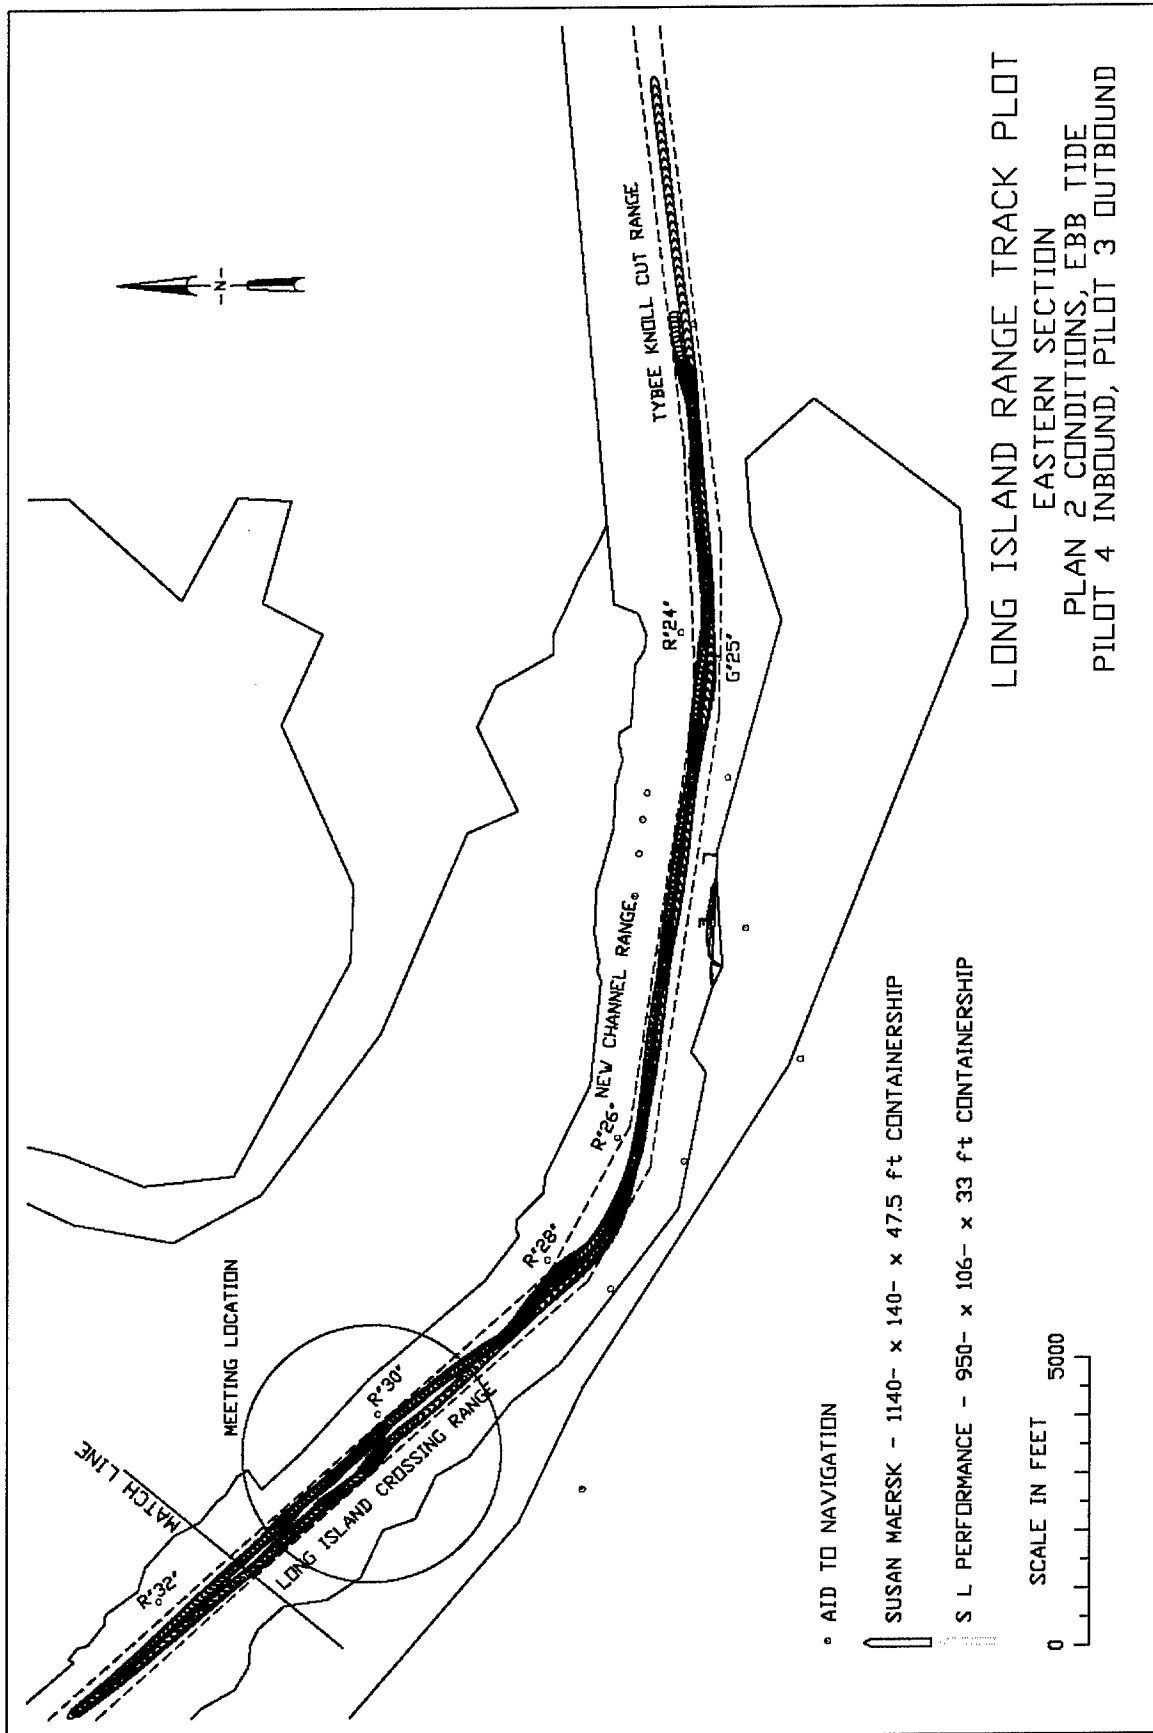 LONG ISLAND RANGE TRACK PLOT
EASTERN SECTION
PLAN 2 CONDITIONS, EBB TIDE
PILOT 4 INBOUND, PILOT 3 OUTBOUND
-N-
TYBEE KNOLL CUT RANGE
R"24"
G"25"
NEW CHANNEL RANGE
R"26"
R"28"
MEETING LOCATION
R"30"
LONG ISLAND CROSSING RANGE
MATCH LINE
R"32"
AID TO NAVIGATION
SUSAN MAERSK - 1140- x 140- x 47.5 ft CONTAINERSHIP
S L PERFORMANCE - 950- x 106- x 33 ft CONTAINERSHIP
SCALE IN FEET
0 5000